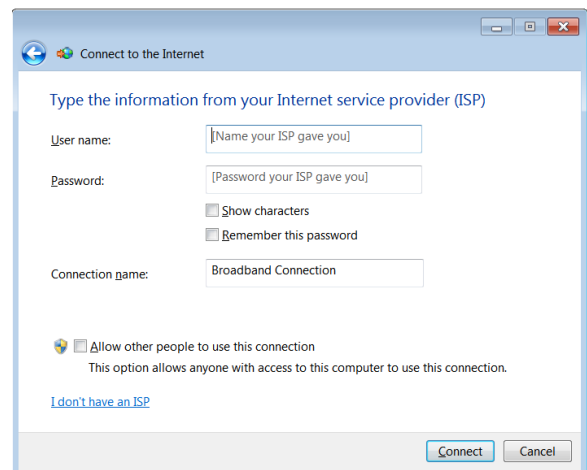 Connect to the Internet
Type the information from your Internet service provider (ISP)
User name:
[Name your ISP gave you]
Password:
[Password your ISP gave you]
Show characters
Remember this password
Connection name:
Broadband Connection
Allow other people to use this connection
This option allows anyone with access to this computer to use this connection.
I don't have an ISP
Connect
Cancel